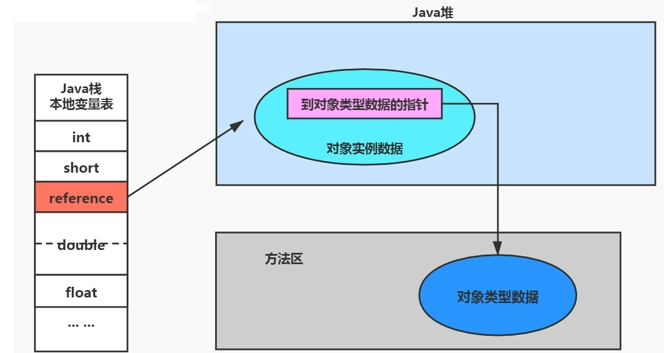 Java堆
Java栈
本地变量表
int
short
reference
double
float
... ...
到对象类型数据的指针
对象实例数据
方法区
对象类型数据